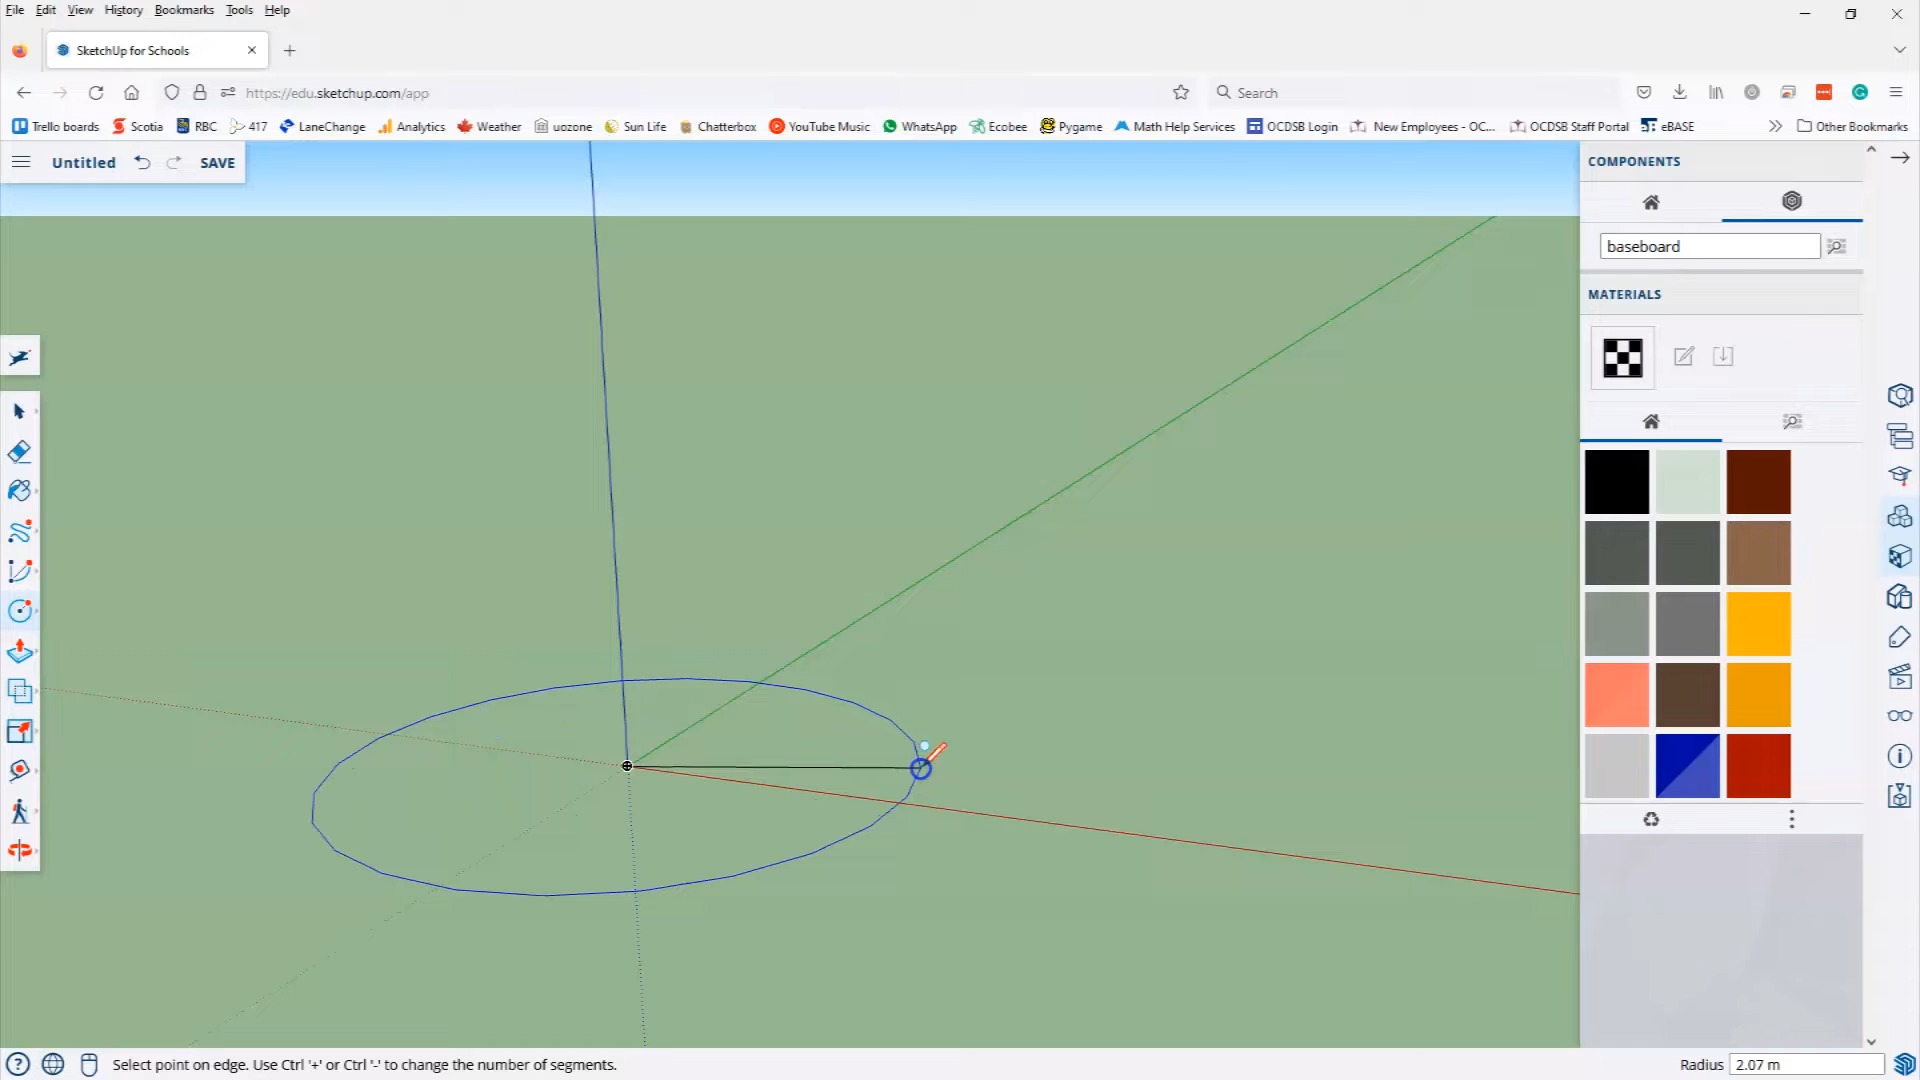 File Edit View History Bookmarks Tools Help
SketchUp for Schools
https://edu.sketchup.com/app
Search
Trello boards Scotia RBC 417 LaneChange Analytics Weather uozone Sun Life Chatterbox YouTube Music WhatsApp Ecobee Pygame Math Help Services OCDSB Login New Employees - OC... OCDSB Staff Portal eBASE Other Bookmarks
Untitled SAVE
COMPONENTS
baseboard
MATERIALS
Select point on edge. Use Ctrl '+' or Ctrl '-' to change the number of segments.
Radius 2.07 m